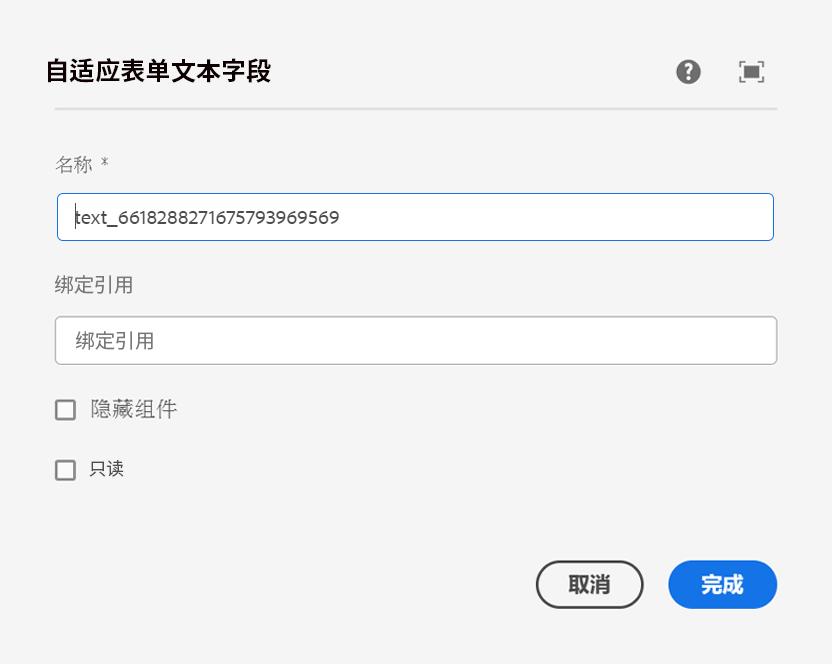 自适应表单文本字段
名称 *
text_6618288271675793969569
绑定引用
绑定引用
隐藏组件
只读
取消
完成